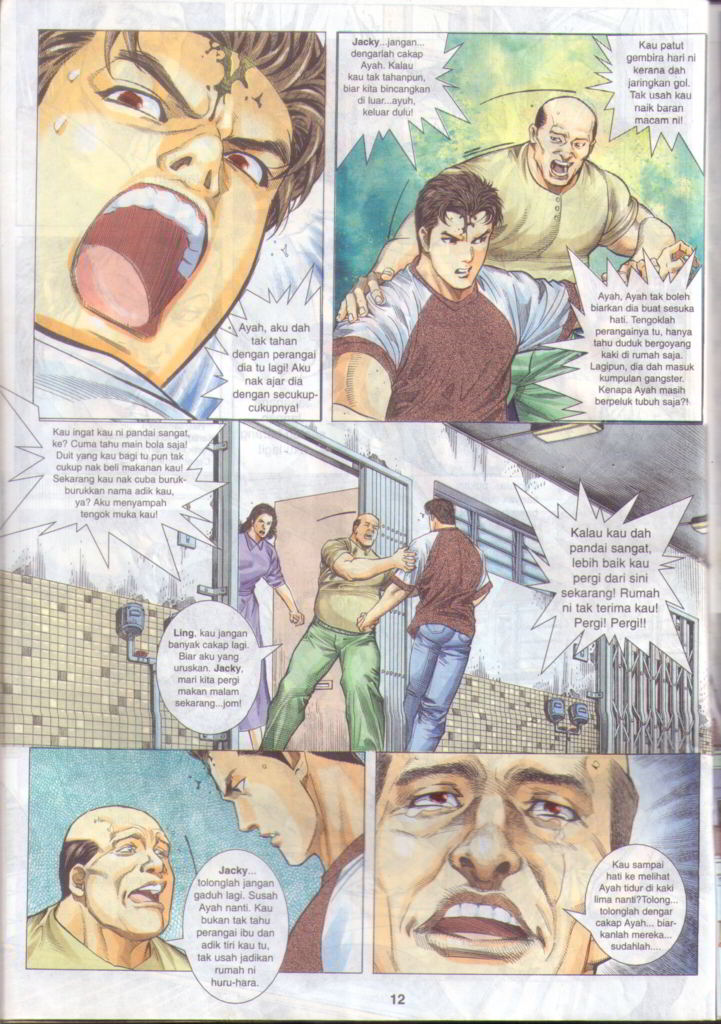 Ayah, aku dah
tak tahan
dengan perangai
dia tu lagi! Aku
nak ajar dia
dengan secukup-
cukupnya!
Jacky...jangan...
dengarlah cakap
Ayah. Kalau
kau tak tahanpun,
biar kita bincangkan
di luar...ayuh,
keluar dulu!
Kau patut
gembira hari ni
kerana dah
jaringkan gol.
Tak usah kau
naik baran
macam ni!
Ayah, Ayah tak boleh
biarkan dia buat sesuka
hati. Tengoklah
perangainya tu, hanya
tahu duduk bergoyang
kaki di rumah saja.
Lagipun, dia dah masuk
kumpulan gangster.
Kenapa Ayah masih
berpeluk tubuh saja?!
Kau ingat kau ni pandai sangat,
ke? Cuma tahu main bola saja!
Duit yang kau bagi tu pun tak
cukup nak beli makanan kau!
Sekarang kau nak cuba buruk-
burukkan nama adik kau,
ya? Aku menyampah
tengok muka kau!
Ling, kau jangan
banyak cakap lagi.
Biar aku yang
uruskan. Jacky,
mari kita pergi
makan malam
sekarang...jom!
Kalau kau dah
pandai sangat,
lebih baik kau
pergi dari sini
sekarang! Rumah
ni tak terima kau!
Pergi! Pergi!!
Jacky...
tolonglah jangan
gaduh lagi. Susah
Ayah nanti. Kau
bukan tak tahu
perangai ibu dan
adik tiri kau tu,
tak usah jadikan
rumah ni
huru-hara.
Kau sampai
hati ke melihat
Ayah tidur di kaki
lima nanti?Tolong...
tolonglah dengar
cakap Ayah... biar-
kanlah mereka...
sudahlah....
12